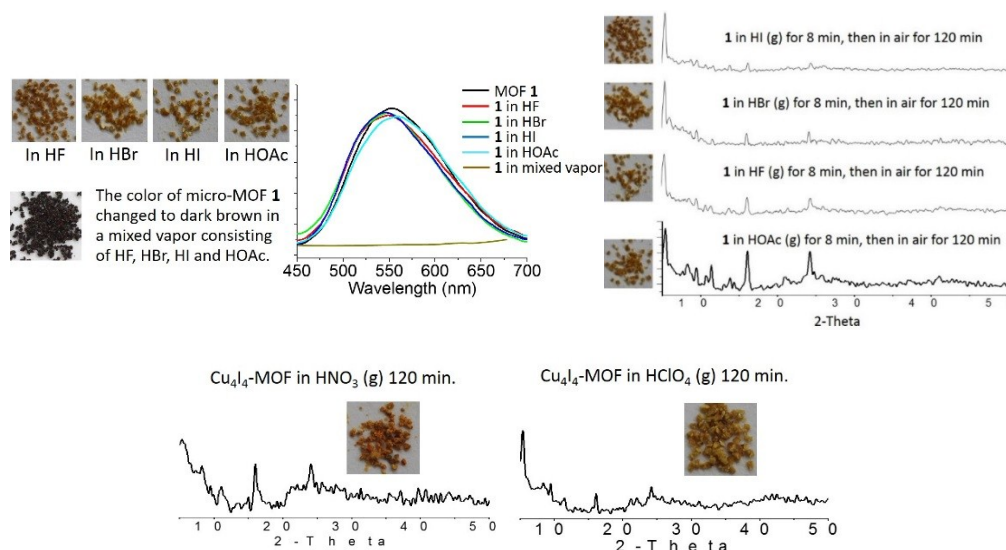 In HF In HBr In HI In HOAc
The color of micro-MOF 1
changed to dark brown in
a mixed vapor consisting
of HF, HBr, HI and HOAc.
MOF 1
1 in HF
1 in HBr
1 in HI
1 in HOAc
1 in mixed vapor
450 500 550 600 650 700
Wavelength (nm)
1 in HI (g) for 8 min, then in air for 120 min
1 in HBr (g) for 8 min, then in air for 120 min
1 in HF (g) for 8 min, then in air for 120 min
1 in HOAc (g) for 8 min, then in air for 120 min
1 0 2 0 3 0 4 0 5
2-Theta
Cu₄I₄-MOF in HNO₃ (g) 120 min.
1 0 2 0 3 0 4 0 5 0
2 - T h e t a
Cu₄I₄-MOF in HClO₄ (g) 120 min.
1 0 2 0 3 0 4 0 5 0
2 - T h e t a